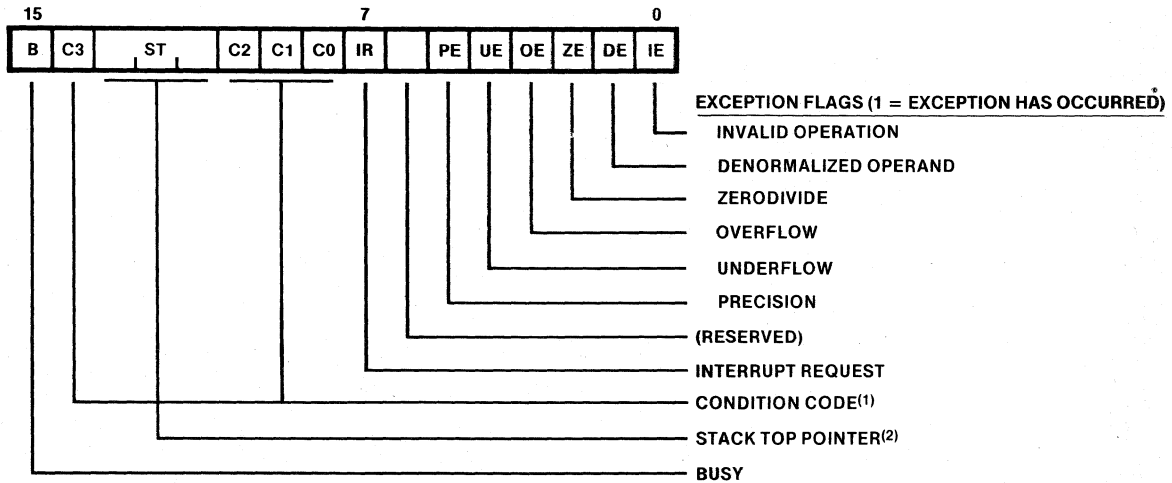 15 7 0
B C3 ST C2 C1 C0 IR PE UE OE ZE DE IE
EXCEPTION FLAGS (1 = EXCEPTION HAS OCCURRED)
INVALID OPERATION
DENORMALIZED OPERAND
ZERODIVIDE
OVERFLOW
UNDERFLOW
PRECISION
(RESERVED)
INTERRUPT REQUEST
CONDITION CODE(1)
STACK TOP POINTER(2)
BUSY